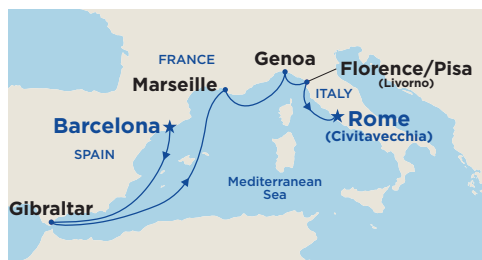 FRANCE
Genoa
Marseille
Florence/Pisa
(Livorno)
ITALY
Barcelona
Rome
(Civitavecchia)
SPAIN
Mediterranean
Sea
Gibraltar